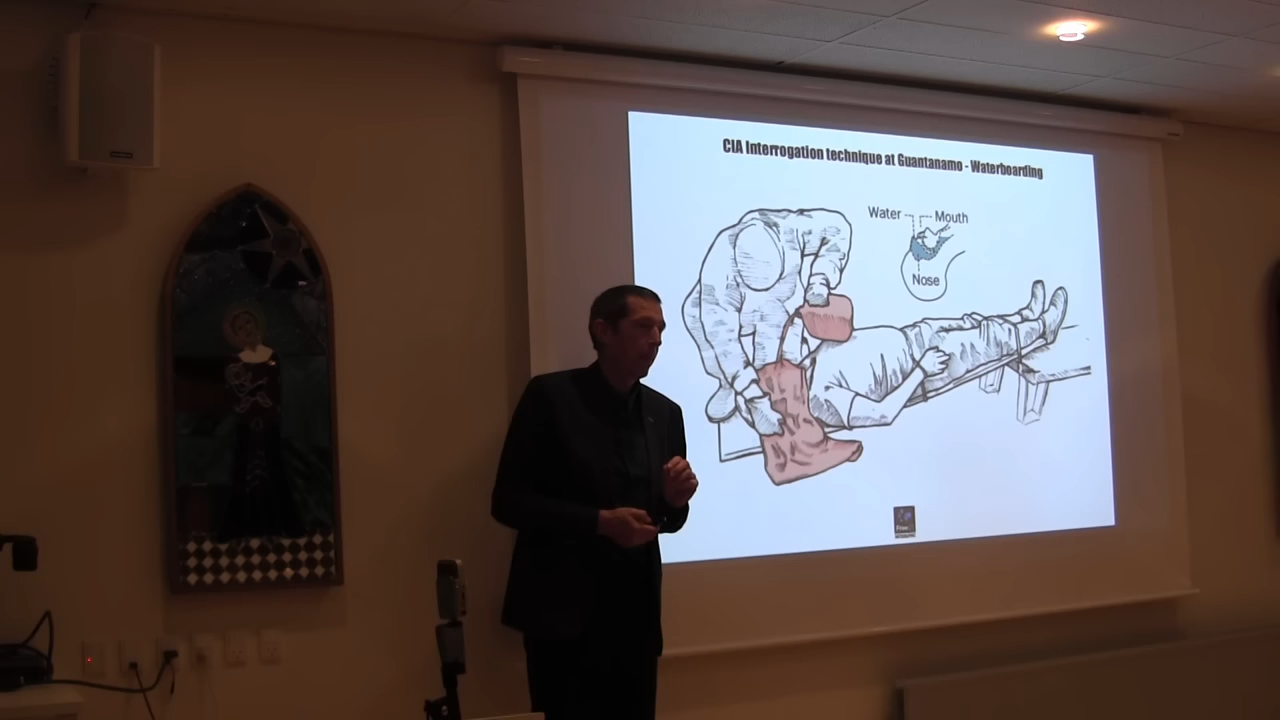 CIA Interrogation technique at Guantanamo - Waterboarding
Water
Mouth
Nose